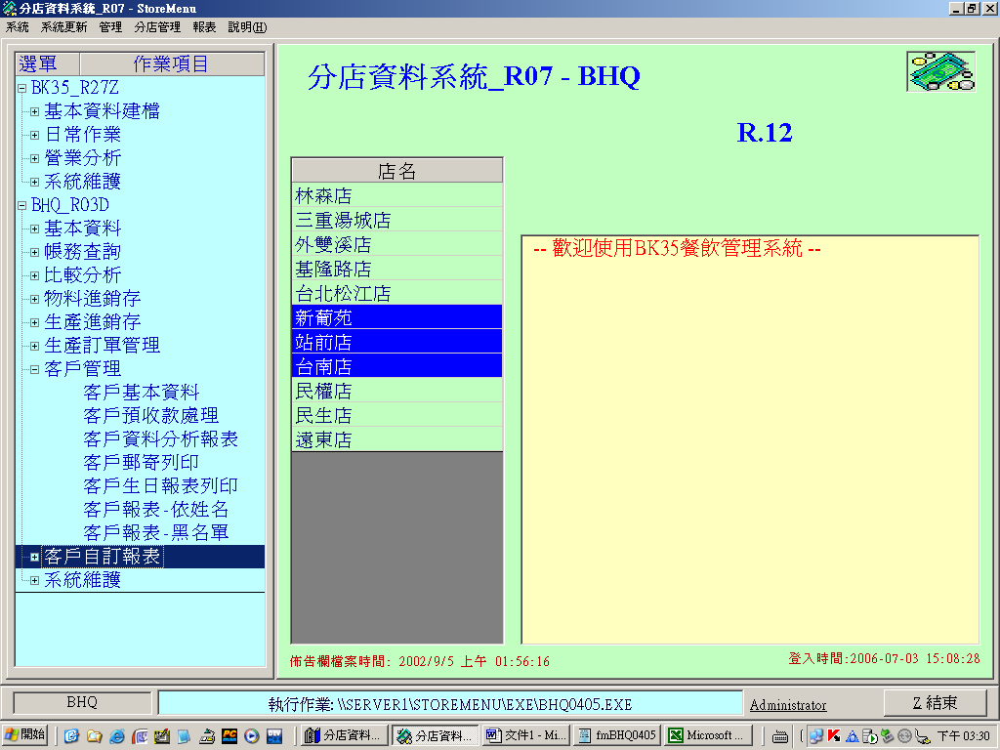 分店資料系統_R07 - StoreMenu
系統 系統更新 管理 分店管理 報表 說明(H)
選單 作業項目
BK35_R27Z
基本資料建檔
日常作業
營業分析
系統維護
BHQ_R03D
基本資料
帳務查詢
比較分析
物料進銷存
生產進銷存
生產訂單管理
客戶管理
客戶基本資料
客戶預收款處理
客戶資料分析報表
客戶郵寄列印
客戶生日報表列印
客戶報表-依姓名
客戶報表-黑名單
客戶自訂報表
系統維護
分店資料系統_R07 - BHQ
R.12
店名
林森店
三重湯城店
外雙溪店
基隆路店
台北松江店
新葡苑
站前店
台南店
民權店
民生店
遠東店
-- 歡迎使用BK35餐飲管理系統 --
佈告欄檔案時間: 2002/9/5 上午 01:56:16
登入時間:2006-07-03 15:08:28
BHQ
執行作業: \\SERVER1\STOREMENU\EXE\BHQ0405.EXE
Administrator
Z 結束
開始
分店資料...
分店資料...
文件1 - Mi...
fmBHQ0405
Microsoft ...
下午 03:30